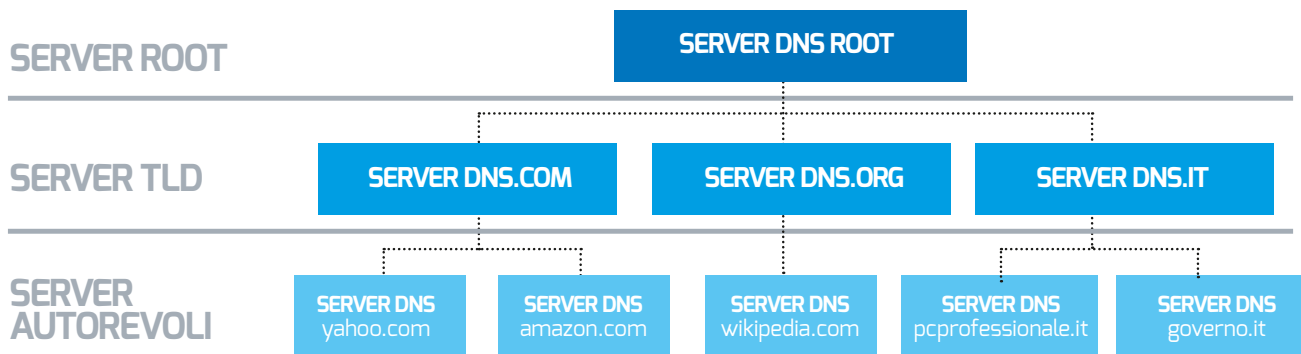 SERVER ROOT
SERVER DNS ROOT
SERVER TLD
SERVER DNS.COM
SERVER DNS.ORG
SERVER DNS.IT
SERVER
AUTOREVOLI
SERVER DNS
yahoo.com
SERVER DNS
amazon.com
SERVER DNS
wikipedia.com
SERVER DNS
pcprofessionale.it
SERVER DNS
governo.it